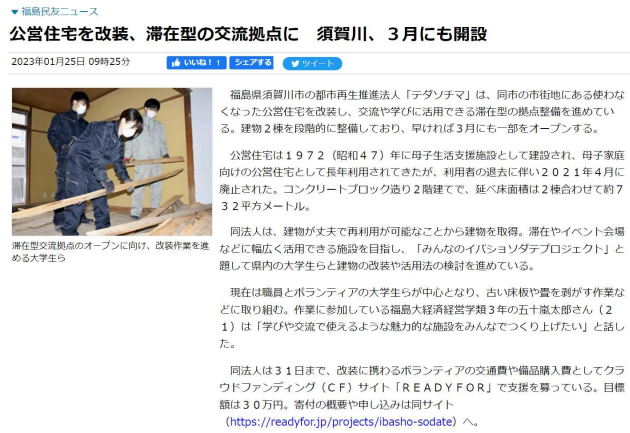 福島民友ニュース
公営住宅を改装、滞在型の交流拠点に　須賀川、３月にも開設
2023年01月25日 09時25分
いいね！ 1
シェアする
ツイート
福島県須賀川市の都市再生推進法人「テダソチマ」は、同市の市街地にある使わな
くなった公営住宅を改装し、交流や学びに活用できる滞在型の拠点整備を進めてい
る。建物２棟を段階的に整備しており、早ければ３月にも一部をオープンする。
公営住宅は１９７２（昭和４７）年に母子生活支援施設として建設され、母子家庭
向けの公営住宅として長年利用されてきたが、利用者の退去に伴い２０２１年４月に
廃止された。コンクリートブロック造り２階建てで、延べ床面積は２棟合わせて約７
３２平方メートル。
滞在型交流拠点のオープンに向け、改装作業を進
める大学生ら
同法人は、建物が丈夫で再利用が可能なことから建物を取得。滞在やイベント会場
などに幅広く活用できる施設を目指し、「みんなのイバショソダテプロジェクト」と
題して県内の大学生らと建物の改装や活用法の検討を進めている。
現在は職員とボランティアの大学生らが中心となり、古い床板や畳を剥がす作業な
どに取り組む。作業に参加している福島大経済経営学類３年の五十嵐太郎さん（２
１）は「学びや交流で使えるような魅力的な施設をみんなでつくり上げたい」と話し
た。
同法人は３１日まで、改装に携わるボランティアの交通費や備品購入費としてクラ
ウドファンディング（ＣＦ）サイト「ＲＥＡＤＹＦＯＲ」で支援を募っている。目標
額は３０万円。寄付の概要や申し込みは同サイト
（https://readyfor.jp/projects/ibasho-sodate）へ。